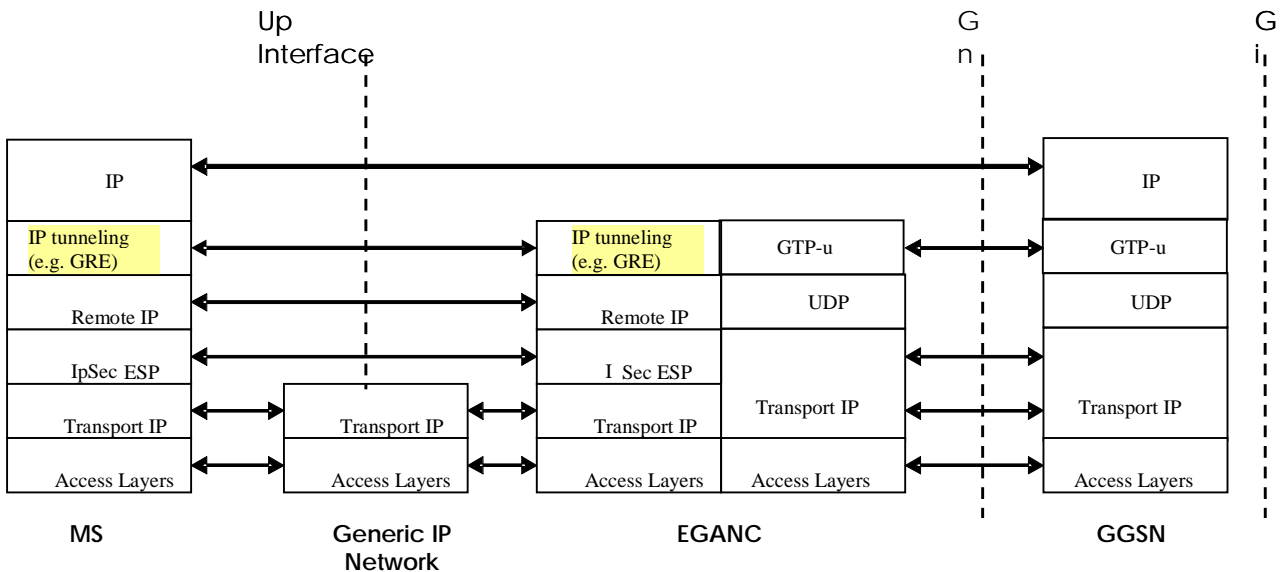 Up
Interface
G
n
G
i
IP
IP
IP tunneling
(e.g. GRE)
IP tunneling
(e.g. GRE)
GTP-u
GTP-u
Remote IP
Remote IP
UDP
UDP
IpSec ESP
I Sec ESP
Transport IP
Transport IP
Transport IP
Transport IP
Transport IP
Access Layers
Access Layers
Access Layers
Access Layers
Access Layers
MS
Generic IP
Network
EGANC
GGSN